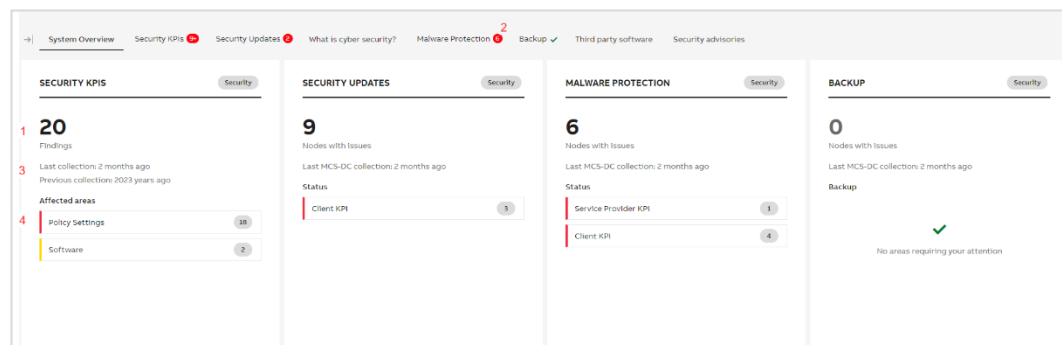 2
System Overview Security KPIs 9+ Security Updates 2 What is cyber security? Malware Protection 6 Backup Third party software Security advisories
SECURITY KPIS Security
1 20
Findings
3 Last collection: 2 months ago
Previous collection: 2023 years ago
Affected areas
4 Policy Settings 18
Software 2
SECURITY UPDATES Security
9
Nodes with Issues
Last MCS-DC collection: 2 months ago
Status
Client KPI 3
MALWARE PROTECTION Security
6
Nodes with Issues
Last MCS-DC collection: 2 months ago
Status
Service Provider KPI 1
Client KPI 4
BACKUP Security
0
Nodes with Issues
Last MCS-DC collection: 2 months ago
Backup
No areas requiring your attention